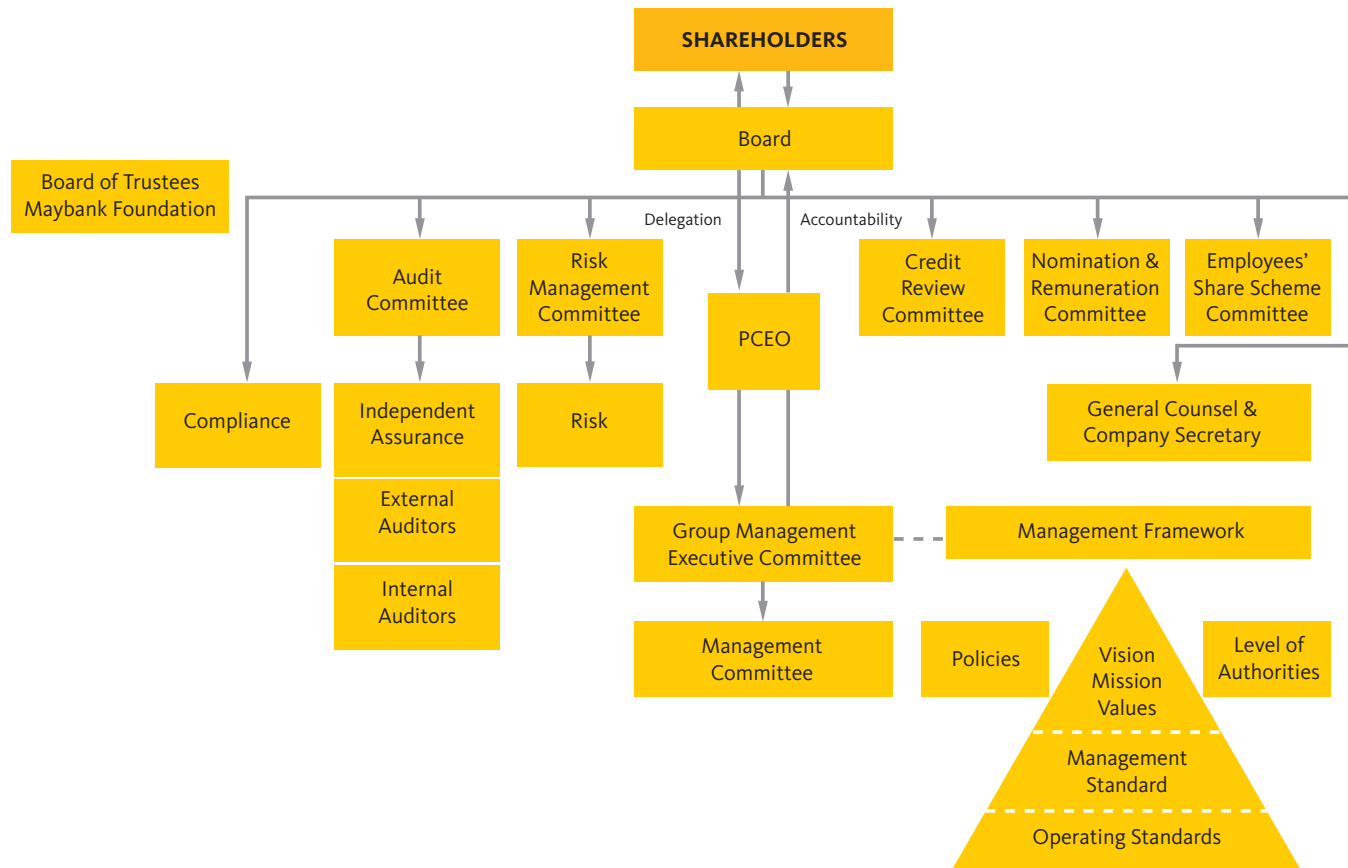 SHAREHOLDERS
Board
Board of Trustees
Maybank Foundation
Delegation
Accountability
Audit
Committee
Risk
Management
Committee
PCEO
Credit
Review
Committee
Nomination &
Remuneration
Committee
Employees’
Share Scheme
Committee
Compliance
Independent
Assurance
External
Auditors
Internal
Auditors
Risk
General Counsel &
Company Secretary
Group Management
Executive Committee
Management Framework
Management
Committee
Policies
Vision
Mission
Values
Level of
Authorities
Management
Standard
Operating Standards